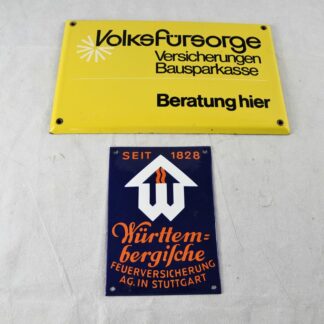 Volksfürsorge
Versicherungen
Bausparkasse
Beratung hier
SEIT 1828
W
Württem=
bergische
FEUERVERSICHERUNG
AG. IN STUTTGART